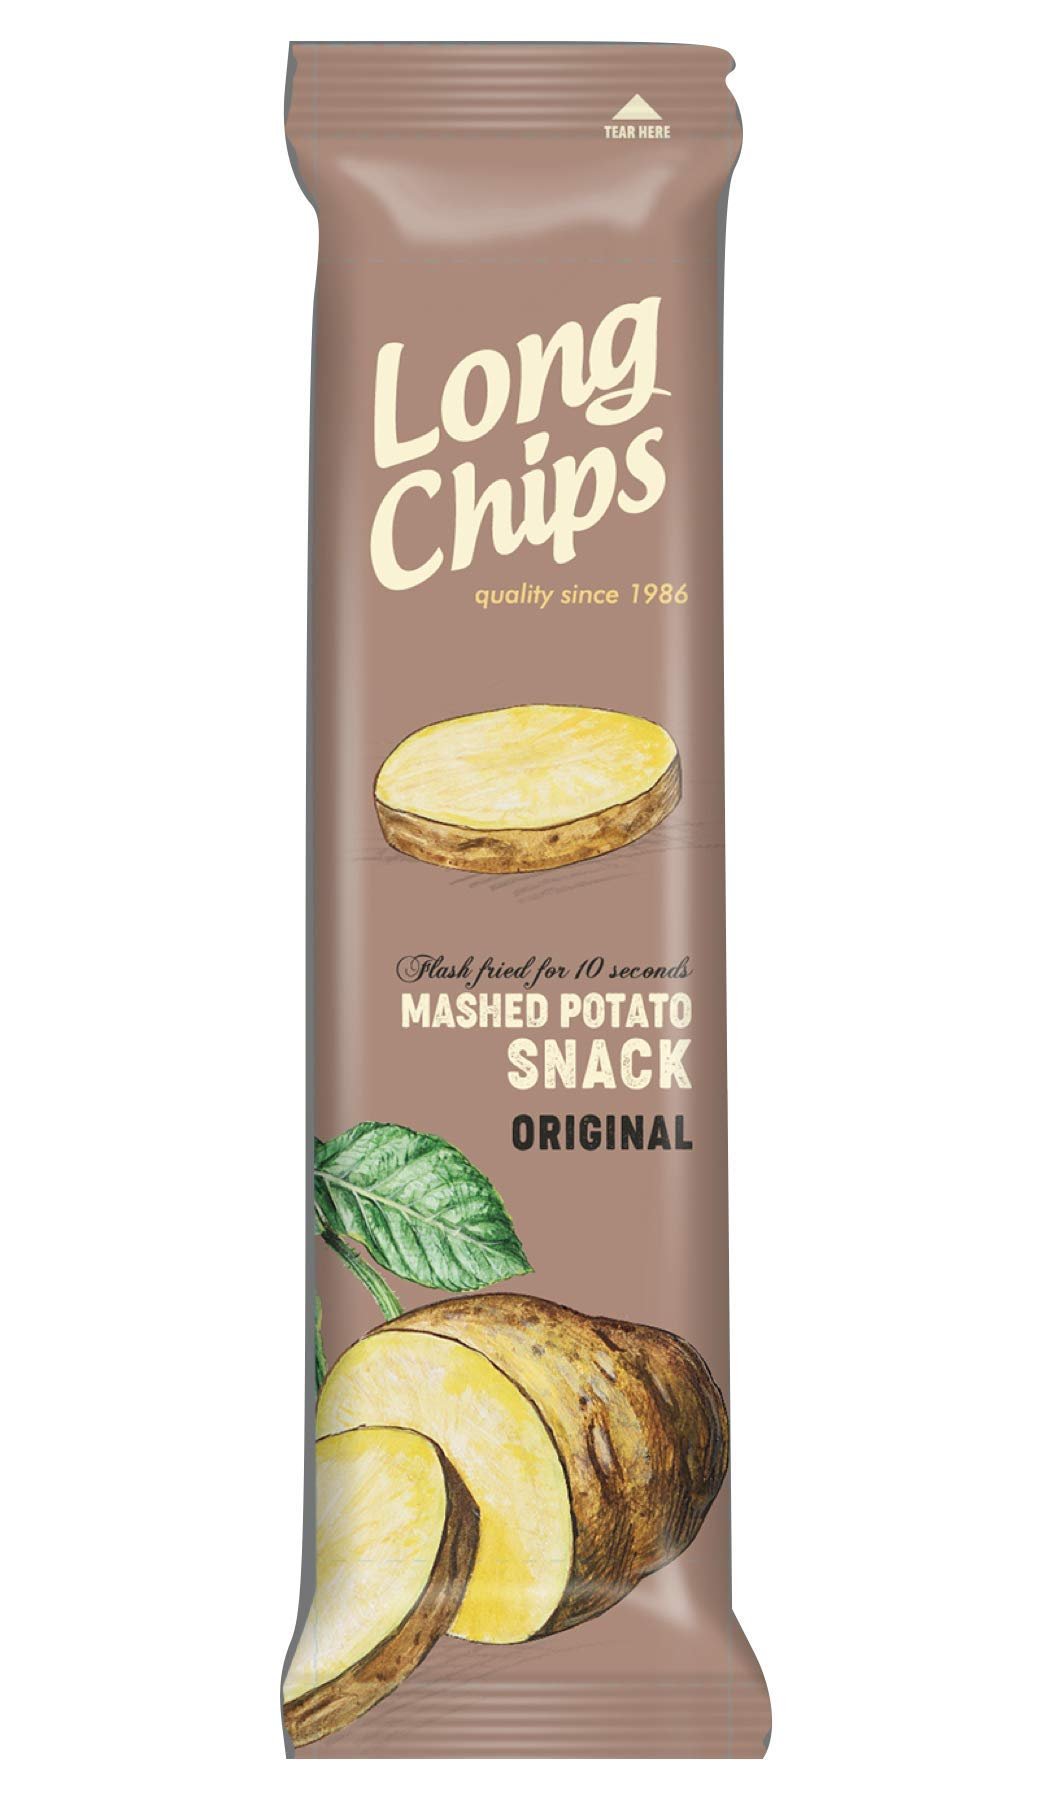 TEAR HERE
Long
Chips
quality since 1986
Flash fried for 10 seconds
MASHED POTATO
SNACK
ORIGINAL